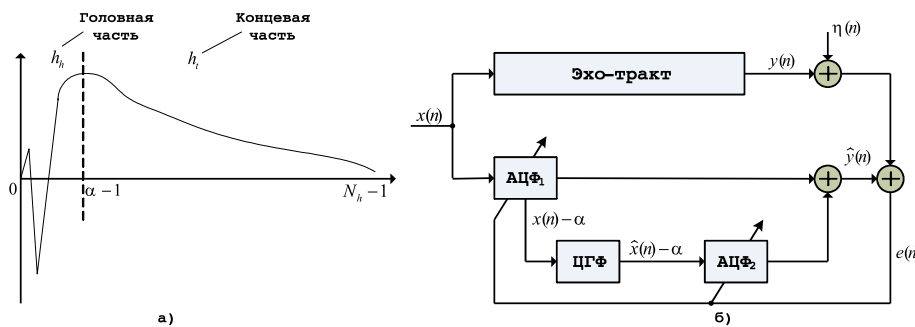 Головная
часть
Концевая
часть
h_h
h_t
0
α −1
N_h −1
а)
η(n)
Эхо-тракт
y(n)
x(n)
ŷ(n)
АЦФ₁
x(n)−α
ЦГФ
x̂(n)−α
АЦФ₂
e(n
б)